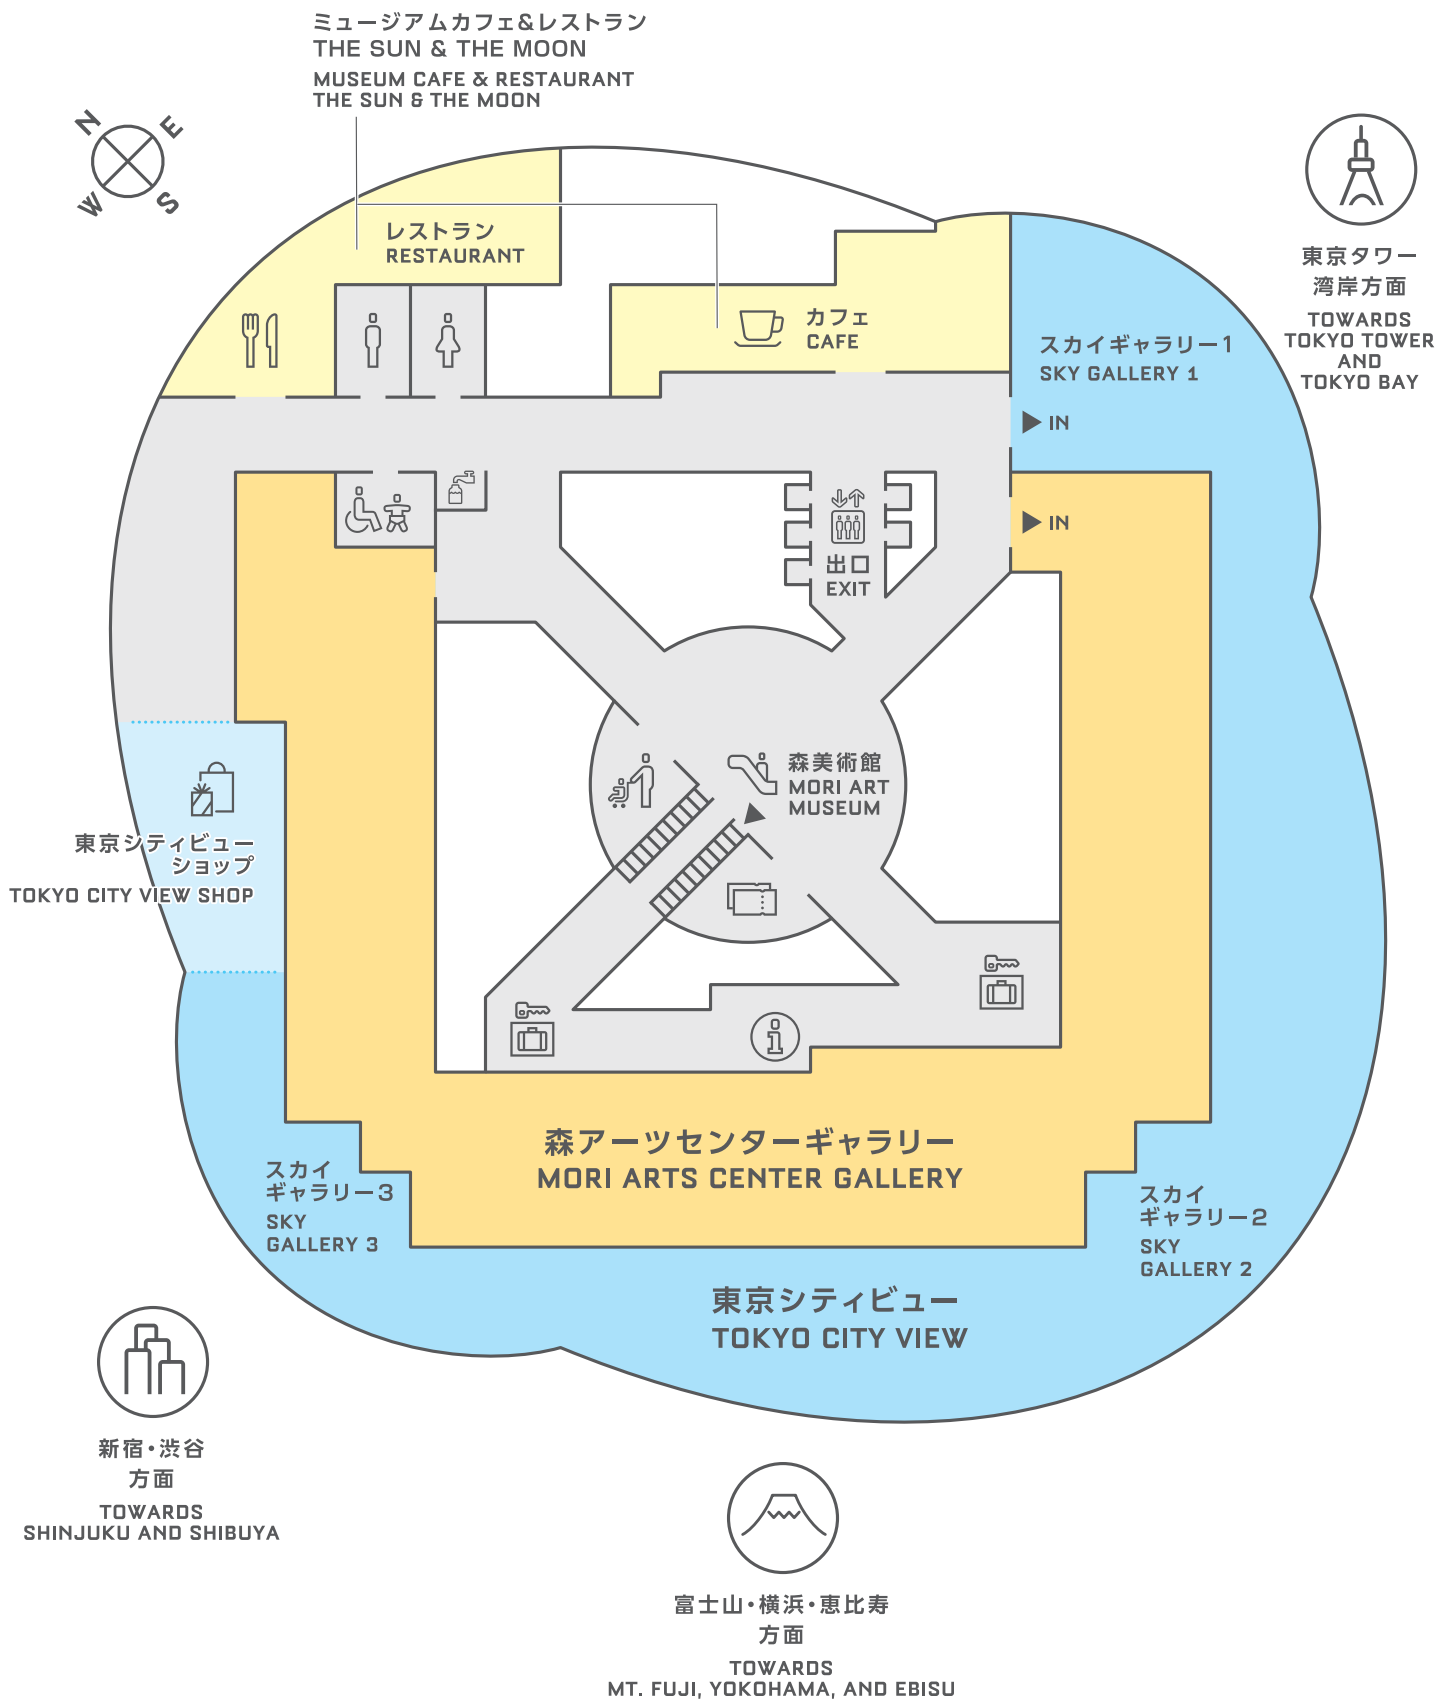 ミュージアムカフェ&レストラン
THE SUN & THE MOON
MUSEUM CAFE & RESTAURANT
THE SUN & THE MOON
N
E
W
S
東京タワー
湾岸方面
TOWARDS
TOKYO TOWER
AND
TOKYO BAY
レストラン
RESTAURANT
カフェ
CAFE
スカイギャラリー1
SKY GALLERY 1
IN
IN
出口
EXIT
森美術館
MORI ART
MUSEUM
東京シティビュー
ショップ
TOKYO CITY VIEW SHOP
i
森アーツセンターギャラリー
MORI ARTS CENTER GALLERY
スカイ
ギャラリー3
SKY
GALLERY 3
スカイ
ギャラリー2
SKY
GALLERY 2
東京シティビュー
TOKYO CITY VIEW
新宿・渋谷
方面
TOWARDS
SHINJUKU AND SHIBUYA
富士山・横浜・恵比寿
方面
TOWARDS
MT. FUJI, YOKOHAMA, AND EBISU